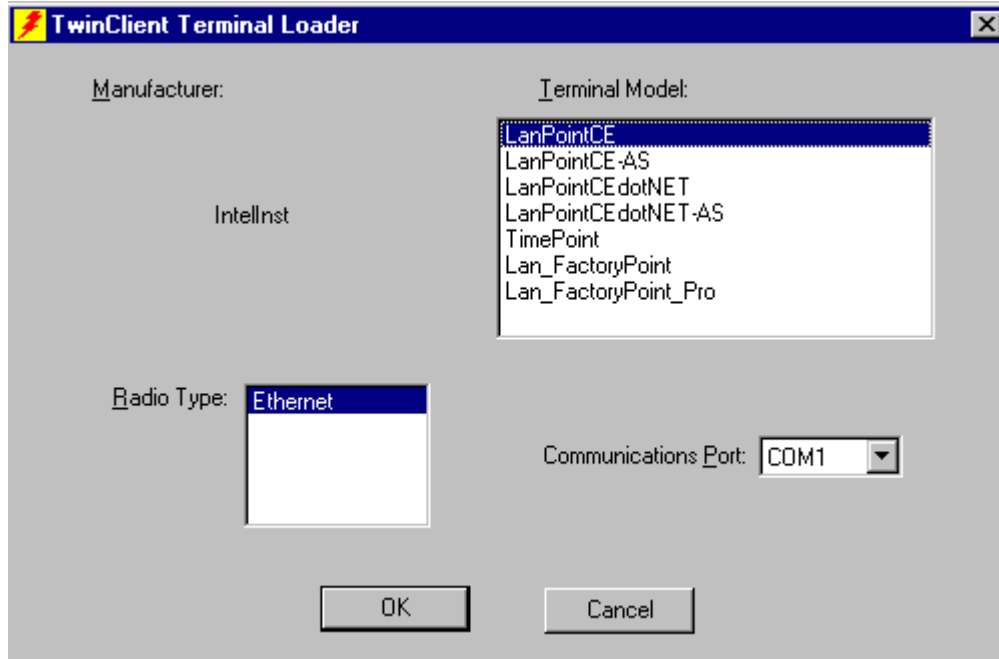 TwinClient Terminal Loader
Manufacturer:
Terminal Model:
IntelInst
LanPointCE
LanPointCE-AS
LanPointCEdotNET
LanPointCEdotNET-AS
TimePoint
Lan_FactoryPoint
Lan_FactoryPoint_Pro
Radio Type:
Ethernet
Communications Port:
COM1
OK
Cancel